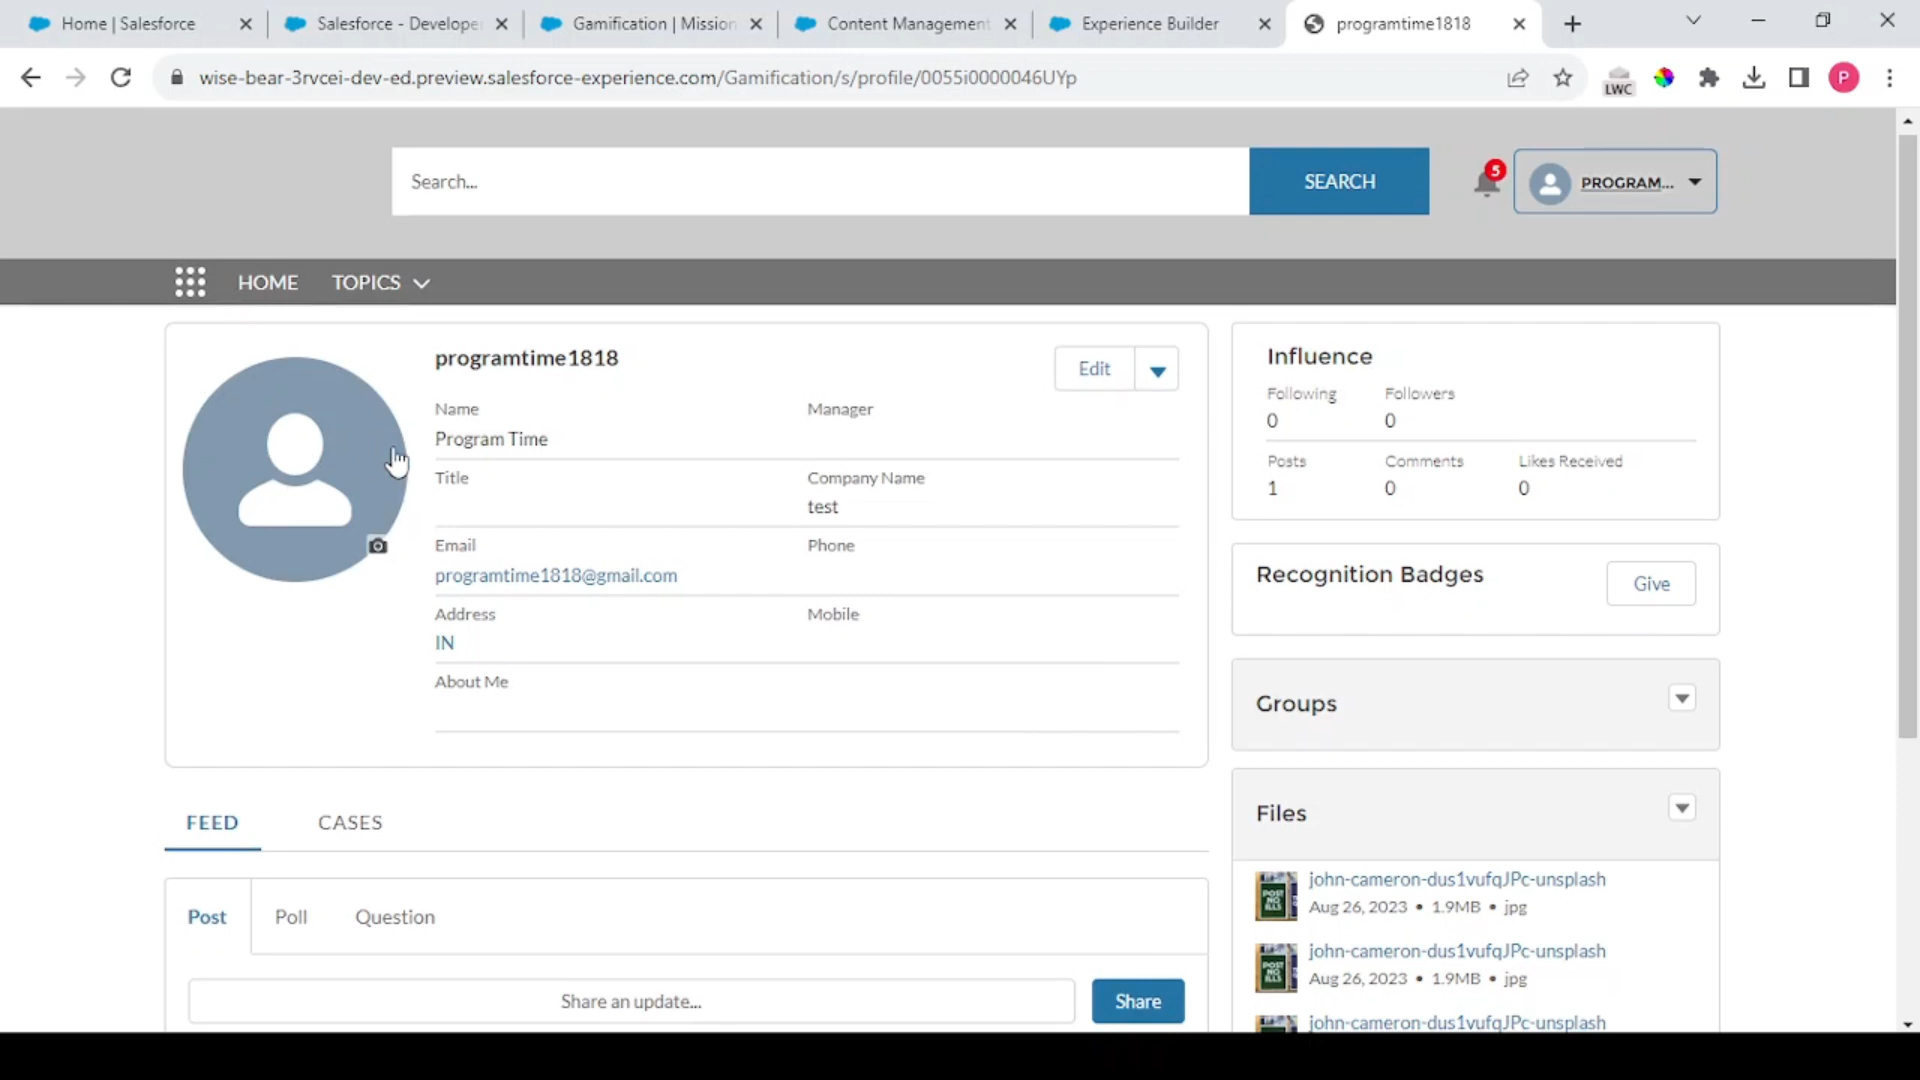 Home | Salesforce
Salesforce - Develope
Gamification | Mission
Content Management
Experience Builder
programtime1818
wise-bear-3rvcei-dev-ed.preview.salesforce-experience.com/Gamification/s/profile/0055i0000046UYp
LWC
P
Search...
SEARCH
5
PROGRAM...
HOME
TOPICS
programtime1818
Edit
Name
Manager
Program Time
Title
Company Name
test
Email
Phone
programtime1818@gmail.com
Address
Mobile
IN
About Me
Influence
Following
Followers
0
0
Posts
Comments
Likes Received
1
0
0
Recognition Badges
Give
Groups
Files
john-cameron-dus1vufqJPc-unsplash
Aug 26, 2023 • 1.9MB • jpg
john-cameron-dus1vufqJPc-unsplash
Aug 26, 2023 • 1.9MB • jpg
john-cameron-dus1vufqJPc-unsplash
FEED
CASES
Post
Poll
Question
Share an update...
Share